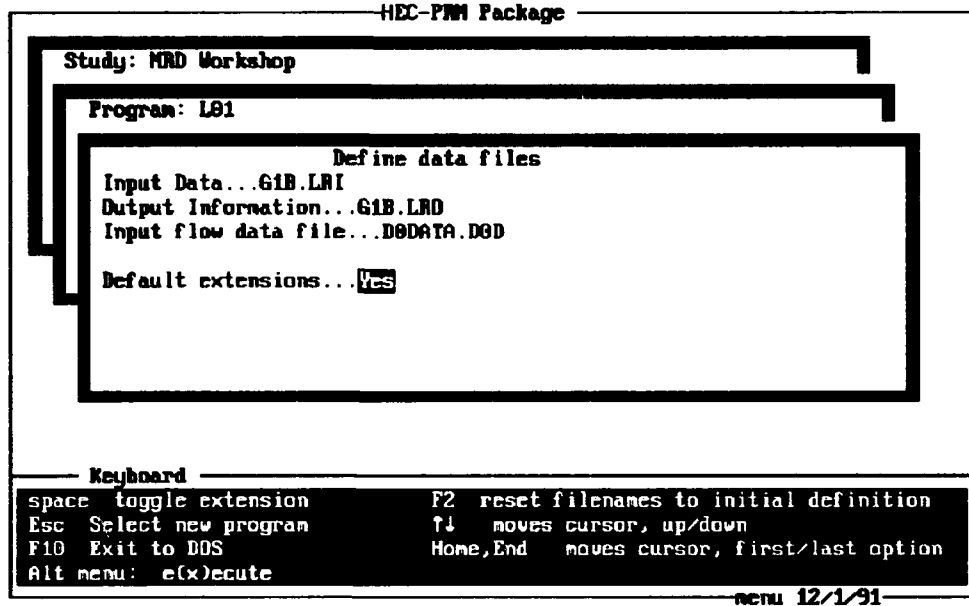 HEC-PRM Package
Study: MRD Workshop
Program: L01
Define data files
Input Data...G1B.LRI
Output Information...G1B.LRO
Input flow data file...D0DATA.D0D
Default extensions...Yes
Keyboard
space toggle extension
F2 reset filenames to initial definition
Esc Select new program
↑↓ moves cursor, up/down
F10 Exit to DOS
Home,End moves cursor, first/last option
Alt menu: e(x)ecute
menu 12/1/91